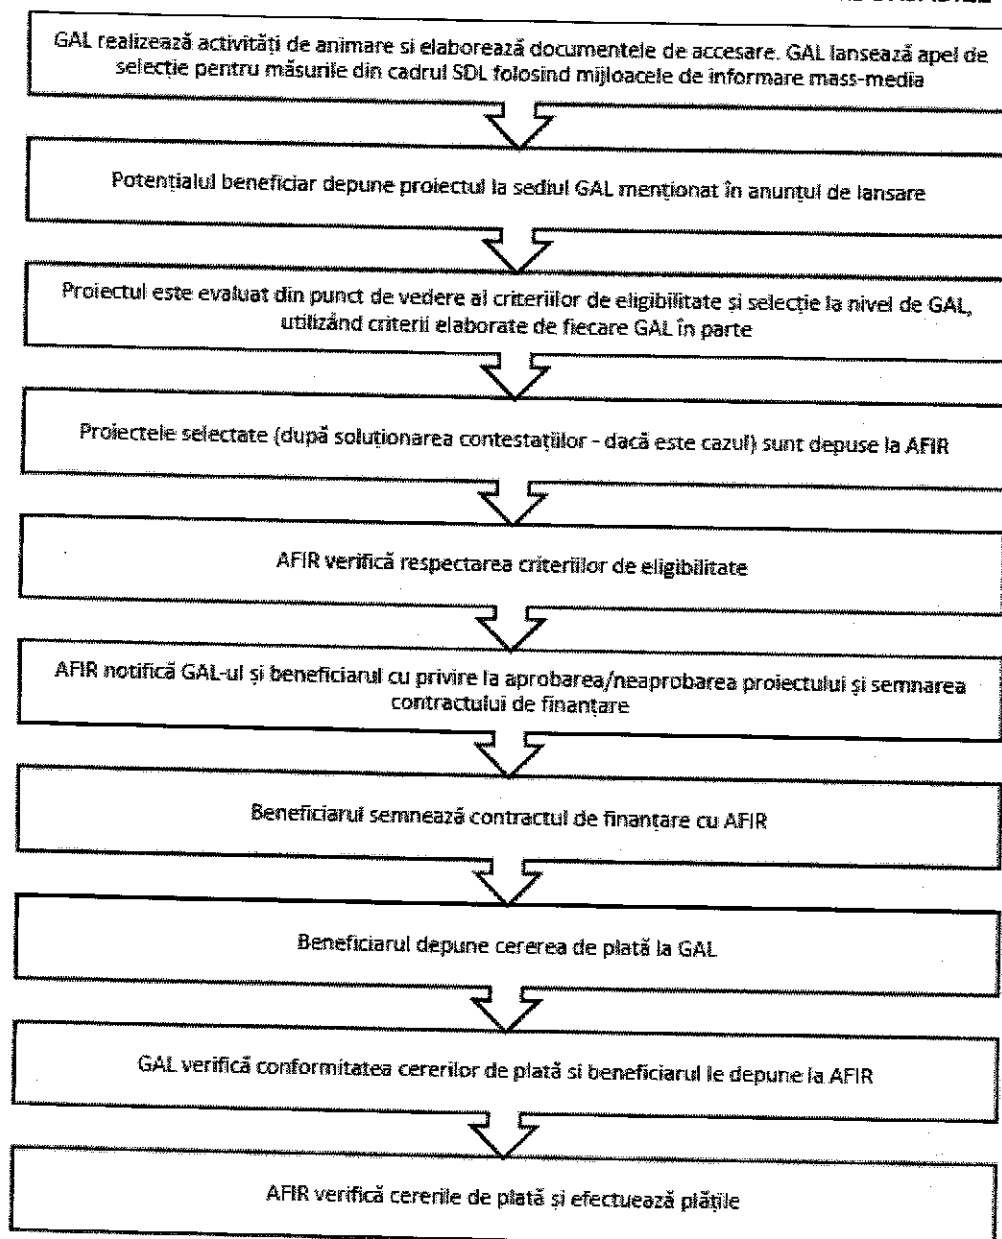 GAL realizează activități de animare si elaborează documentele de accesare. GAL lansează apel de
selecție pentru măsurile din cadrul SDL folosind mijloacele de informare mass-media
Potențialul beneficiar depune proiectul la sediul GAL menționat în anunțul de lansare
Proiectul este evaluat din punct de vedere al criteriilor de eligibilitate și selecție la nivel de GAL,
utilizând criterii elaborate de fiecare GAL în parte
Proiectele selectate (după soluționarea contestațiilor - dacă este cazul) sunt depuse la AFIR
AFIR verifică respectarea criteriilor de eligibilitate
AFIR notifică GAL-ul și beneficiarul cu privire la aprobarea/neaprobarea proiectului și semnarea
contractului de finanțare
Beneficiarul semnează contractul de finanțare cu AFIR
Beneficiarul depune cererea de plată la GAL
GAL verifică conformitatea cererilor de plată si beneficiarul le depune la AFIR
AFIR verifică cererile de plată și efectuează plățile